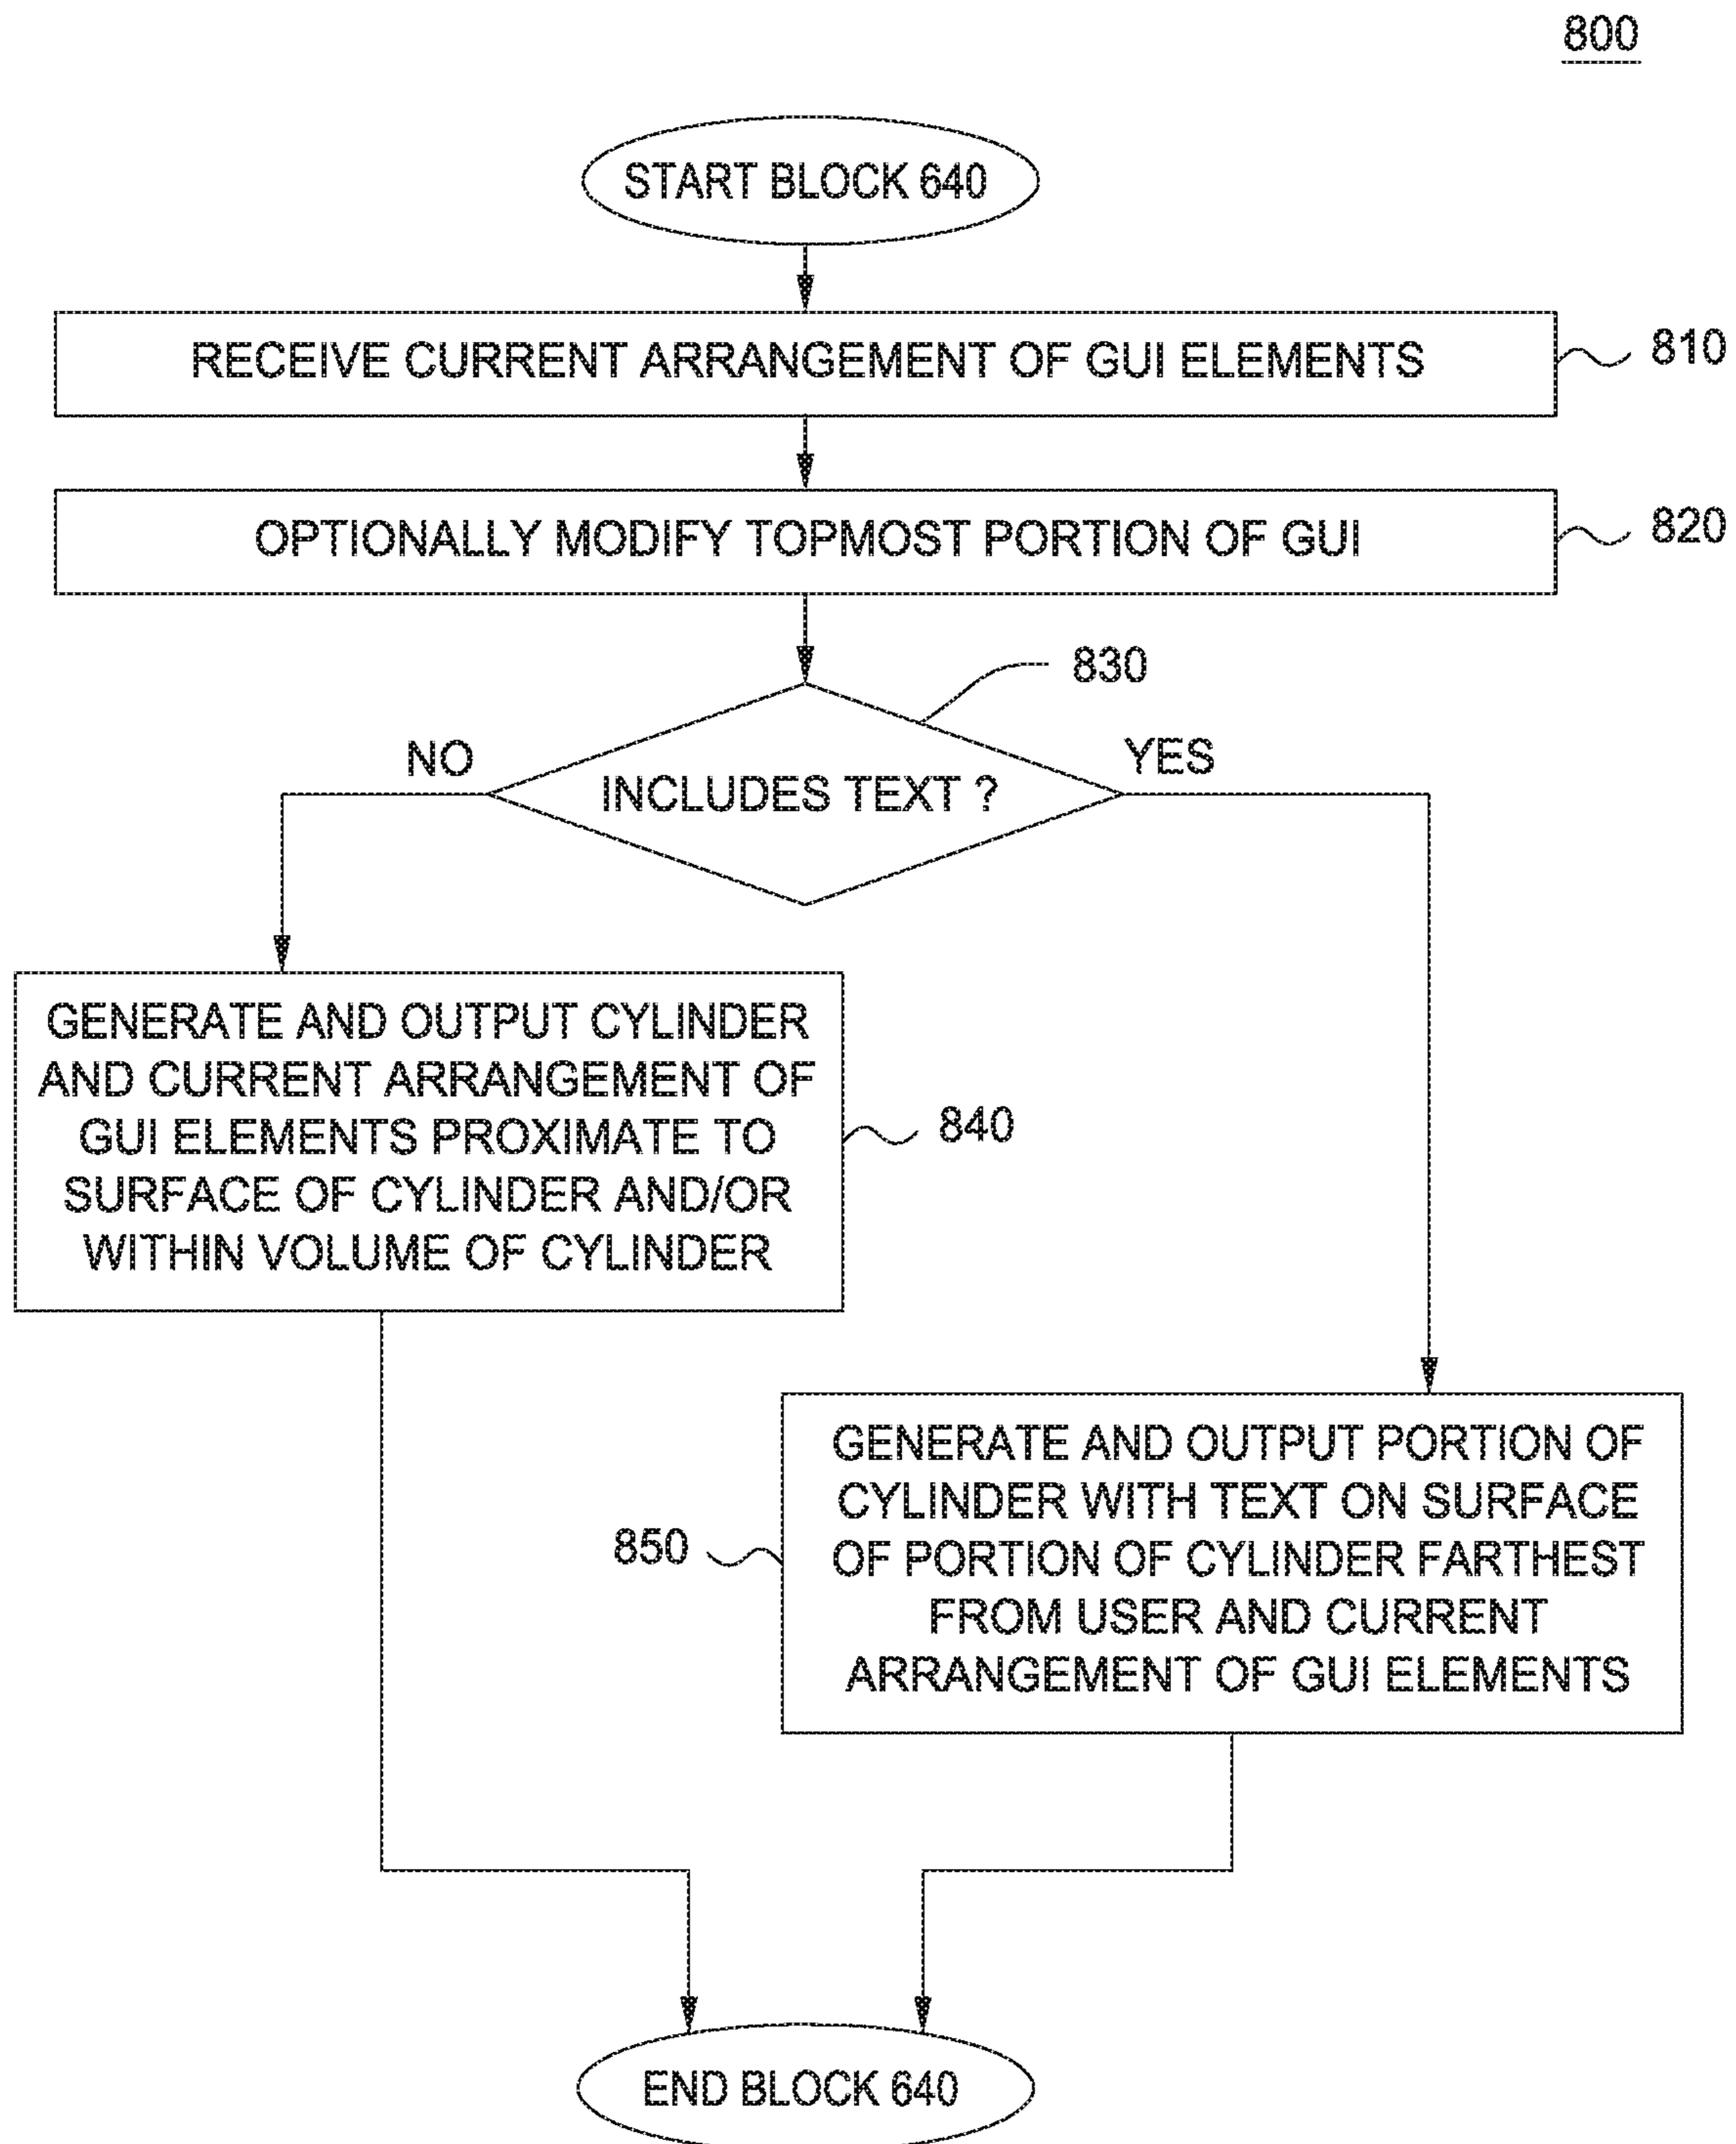 800
START BLOCK 640
RECEIVE CURRENT ARRANGEMENT OF GUI ELEMENTS
810
OPTIONALLY MODIFY TOPMOST PORTION OF GUI
820
830
NO
YES
INCLUDES TEXT ?
GENERATE AND OUTPUT CYLINDER
AND CURRENT ARRANGEMENT OF
GUI ELEMENTS PROXIMATE TO
SURFACE OF CYLINDER AND/OR
WITHIN VOLUME OF CYLINDER
840
GENERATE AND OUTPUT PORTION OF
CYLINDER WITH TEXT ON SURFACE
OF PORTION OF CYLINDER FARTHEST
FROM USER AND CURRENT
ARRANGEMENT OF GUI ELEMENTS
850
END BLOCK 640